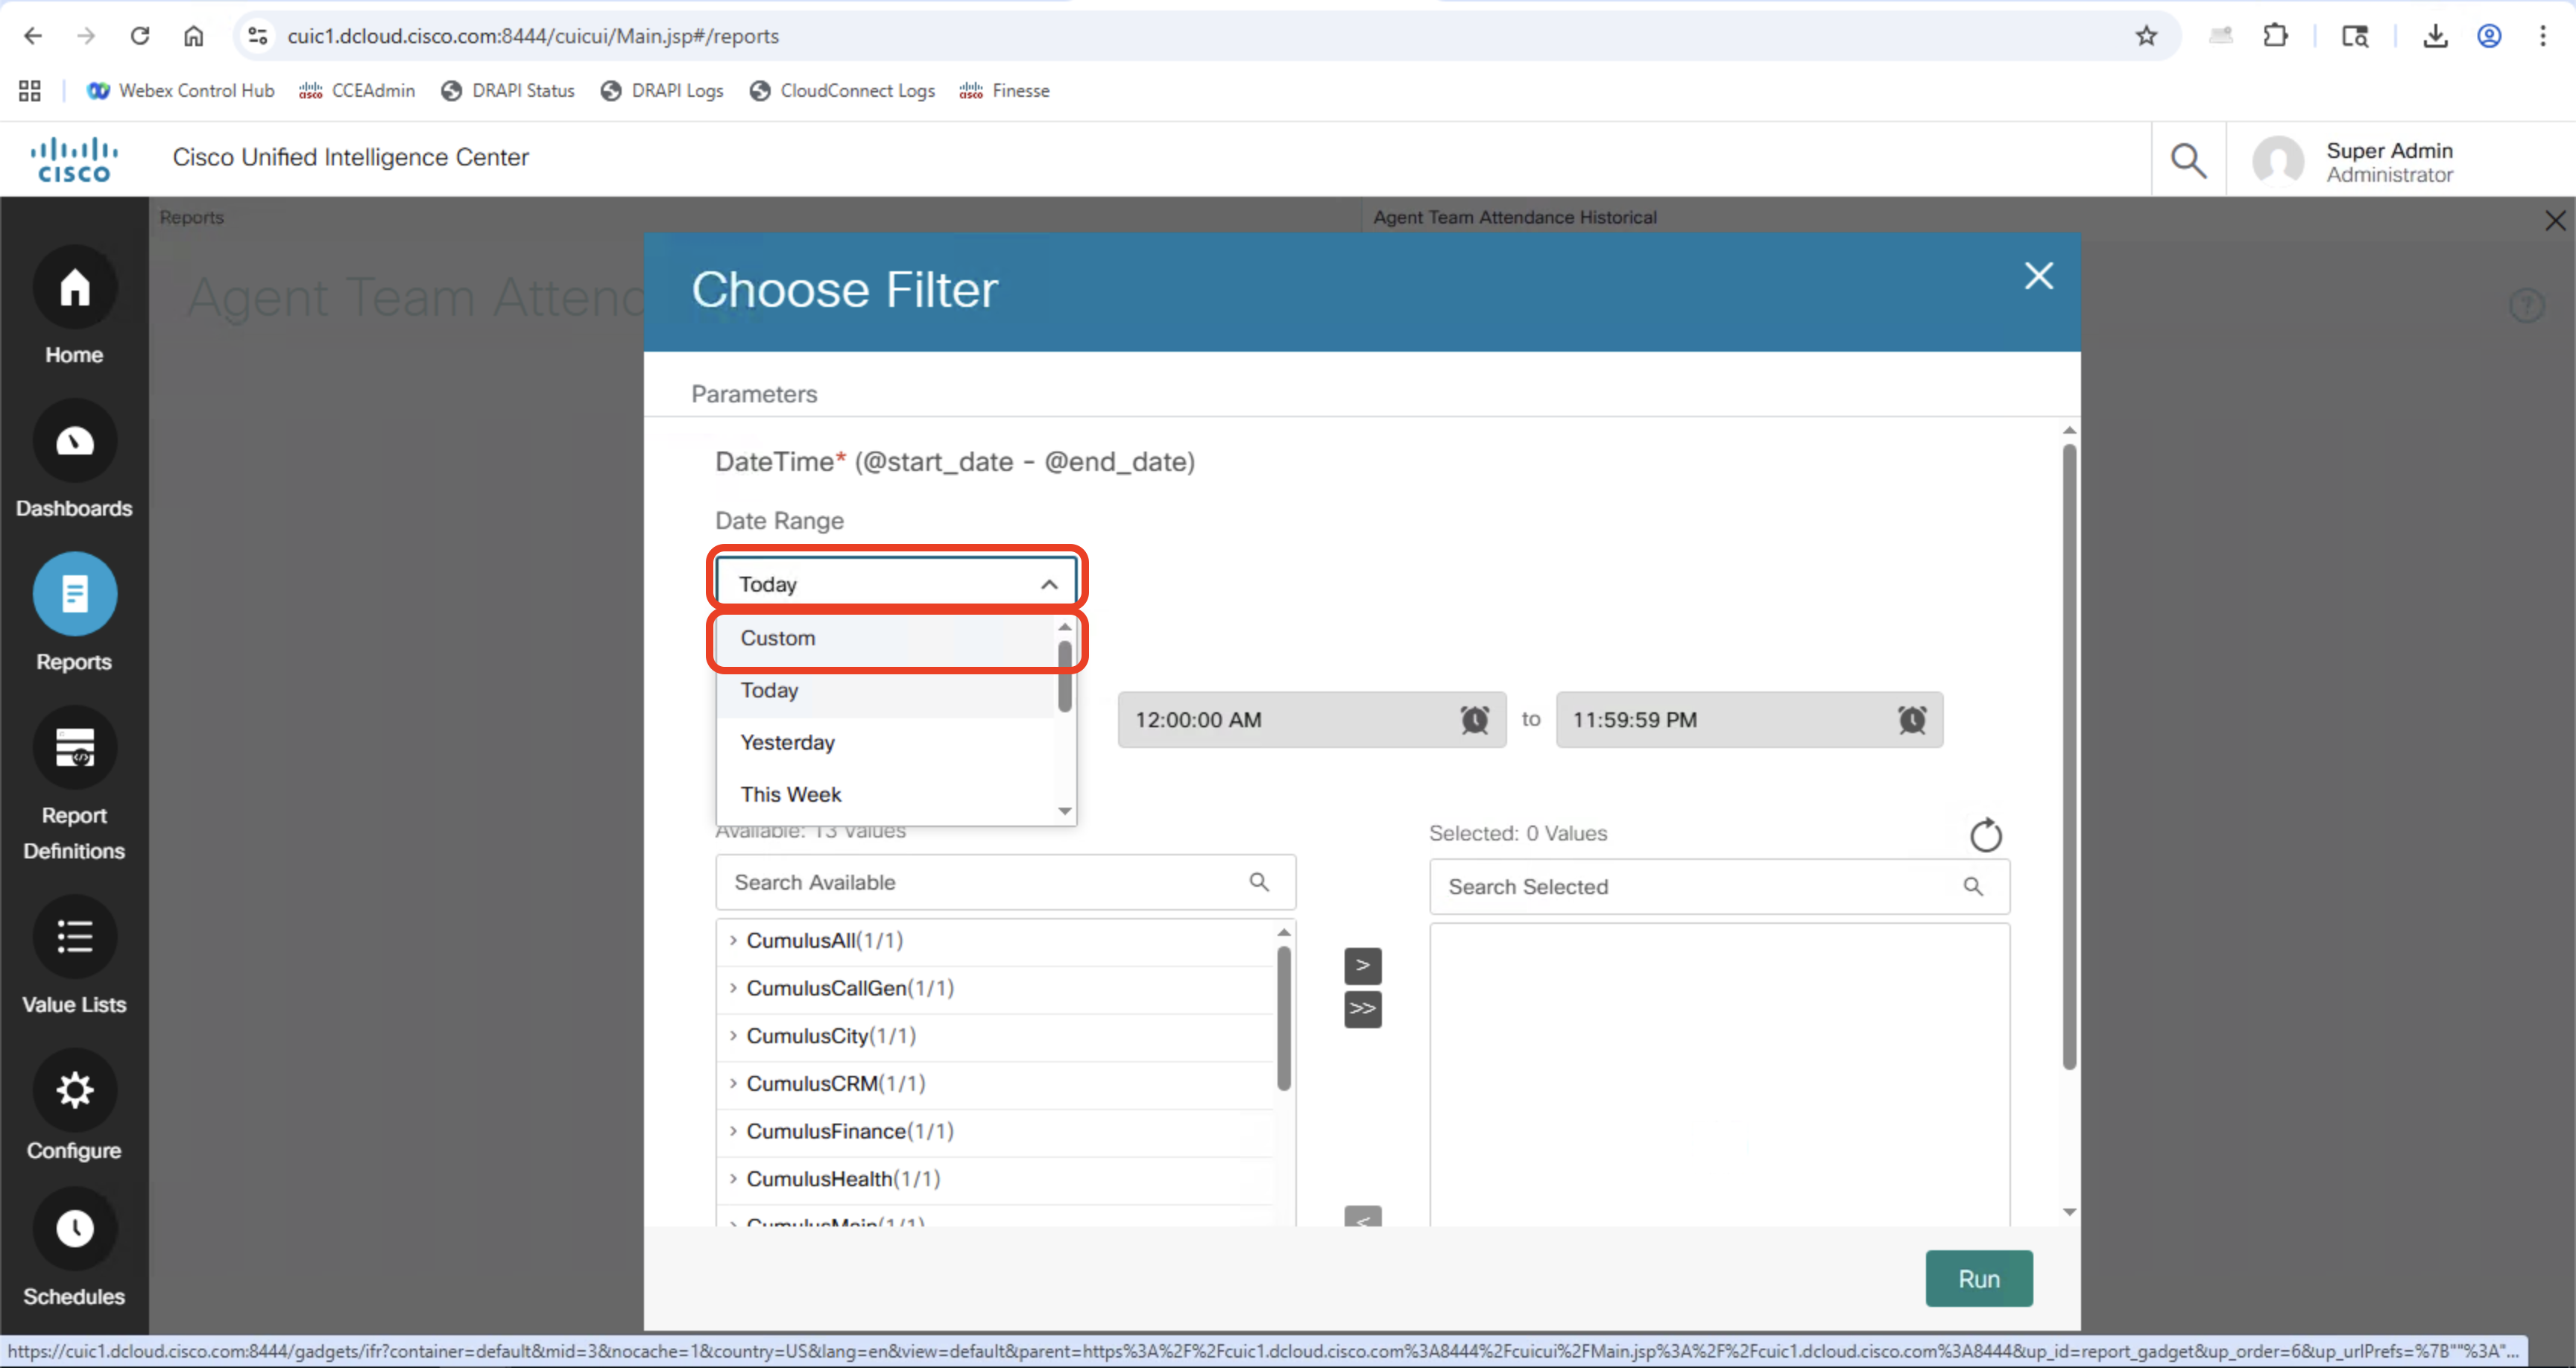 cuic1.dcloud.cisco.com:8444/cuicui/Main.jsp#/reports
Webex Control Hub
CCEAdmin
DRAPI Status
DRAPI Logs
CloudConnect Logs
Finesse
CISCO
Cisco Unified Intelligence Center
Super Admin
Administrator
Reports
Agent Team Attendance Historical
Agent Team Attend
Choose Filter
Home
Dashboards
Reports
Report
Definitions
Value Lists
Configure
Schedules
Parameters
DateTime* (@start_date - @end_date)
Date Range
Today
Custom
Today
Yesterday
This Week
12:00:00 AM
to
11:59:59 PM
Available: 13 Values
Selected: 0 Values
Search Available
Search Selected
CumulusAll(1/1)
CumulusCallGen(1/1)
CumulusCity(1/1)
CumulusCRM(1/1)
CumulusFinance(1/1)
CumulusHealth(1/1)
CumulusMain(1/1)
>
>>
<
Run
https://cuic1.dcloud.cisco.com:8444/gadgets/ifr?container=default&mid=3&nocache=1&country=US&lang=en&view=default&parent=https%3A%2F%2Fcuic1.dcloud.cisco.com%3A8444%2Fcuicui%2FMain.jsp%3A%2F%2Fcuic1.dcloud.cisco.com%3A8444&up_id=report_gadget&up_order=6&up_urlPrefs=%7B""%3A"...